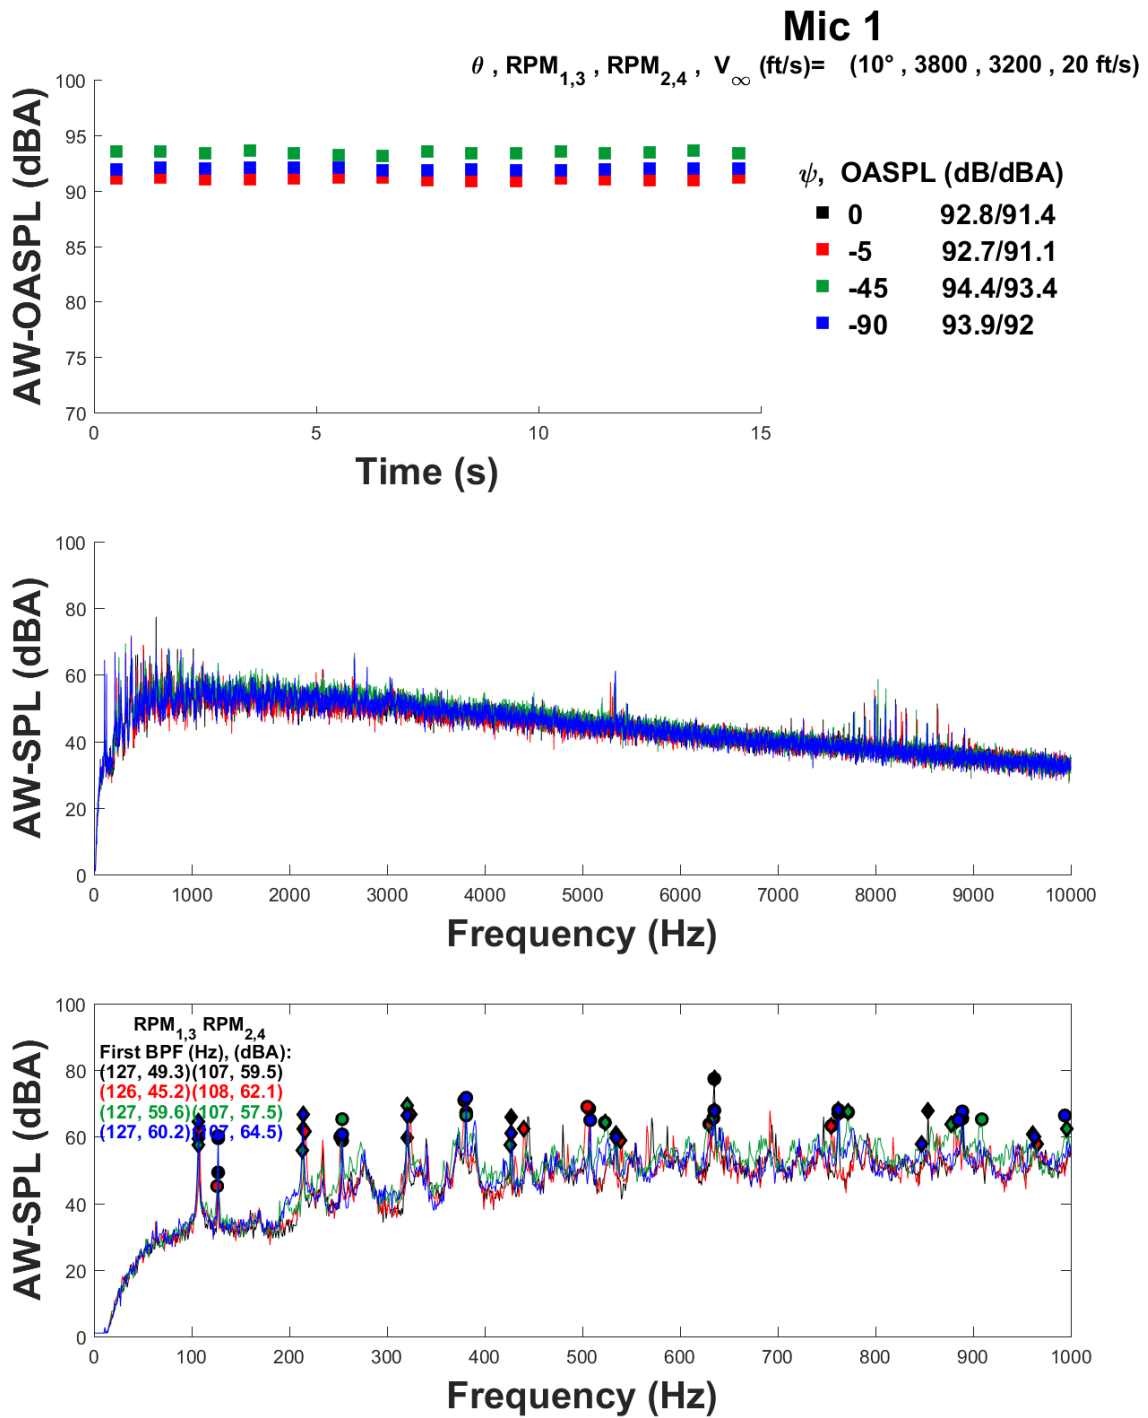 Mic 1
θ , RPM1,3 , RPM2,4 , V∞ (ft/s)= (10° , 3800 , 3200 , 20 ft/s)
100
95
90
85
80
75
70
AW-OASPL (dBA)
0 5 10 15
Time (s)
ψ, OASPL (dB/dBA)
0 92.8/91.4
-5 92.7/91.1
-45 94.4/93.4
-90 93.9/92
100
80
60
40
20
0
AW-SPL (dBA)
0 1000 2000 3000 4000 5000 6000 7000 8000 9000 10000
Frequency (Hz)
100
80
60
40
20
0
AW-SPL (dBA)
RPM1,3 RPM2,4
First BPF (Hz), (dBA):
(127, 49.3)(107, 59.5)
(126, 45.2)(108, 62.1)
(127, 59.6)(107, 57.5)
(127, 60.2)(107, 64.5)
0 100 200 300 400 500 600 700 800 900 1000
Frequency (Hz)